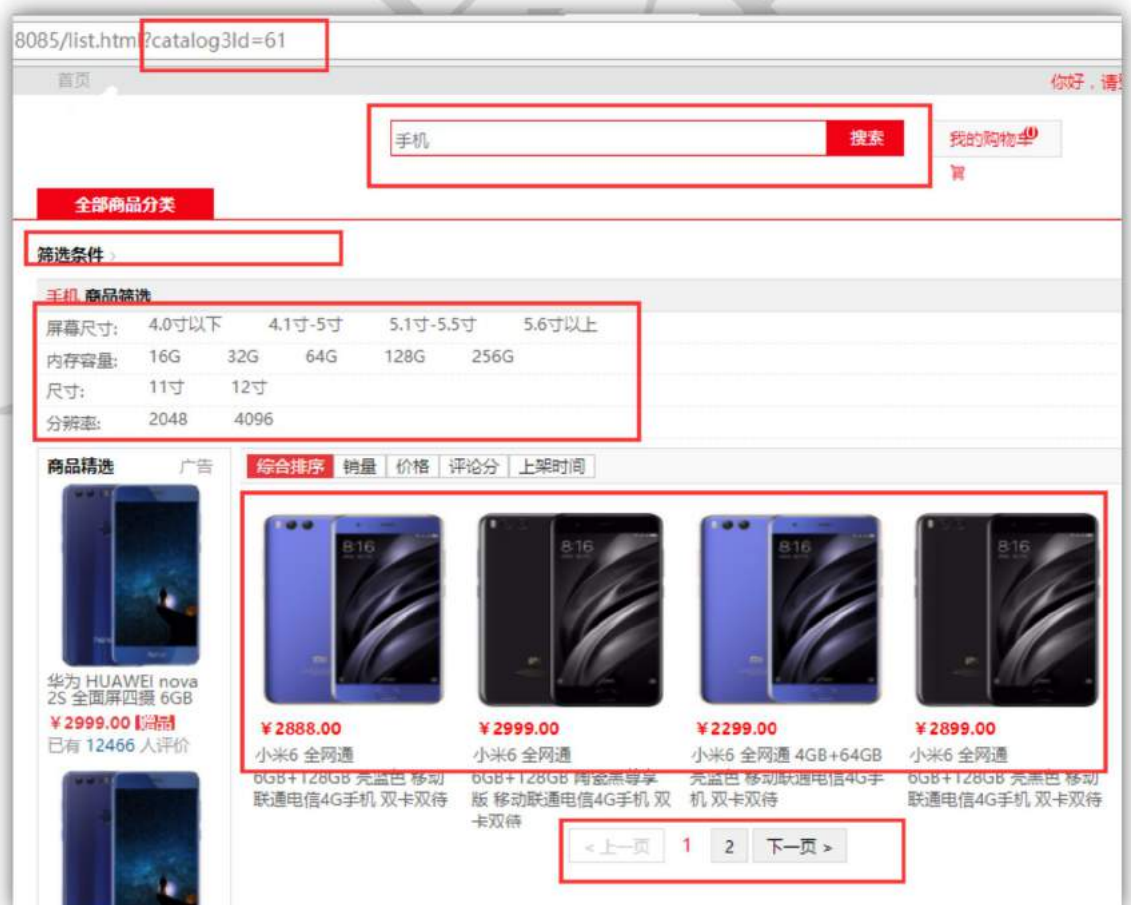 8085/list.html?catalog3Id=61
首页
你好，请
手机 搜索 我的购物车 0
全部商品分类
筛选条件 >
手机 商品筛选
屏幕尺寸: 4.0寸以下 4.1寸-5寸 5.1寸-5.5寸 5.6寸以上
内存容量: 16G 32G 64G 128G 256G
尺寸: 11寸 12寸
分辨率: 2048 4096
商品精选 广告
综合排序 销量 价格 评论分 上架时间
华为 HUAWEI nova
2S 全面屏四摄 6GB
￥2999.00 赠品
已有 12466 人评价
￥2888.00
小米6 全网通
6GB+128GB 亮蓝色 移动
联通电信4G手机 双卡双待
￥2999.00
小米6 全网通
6GB+128GB 陶瓷黑尊享
版 移动联通电信4G手机 双
卡双待
￥2299.00
小米6 全网通 4GB+64GB
亮蓝色 移动联通电信4G手
机 双卡双待
￥2899.00
小米6 全网通
6GB+128GB 亮黑色 移动
联通电信4G手机 双卡双待
<上一页 1 2 下一页 >